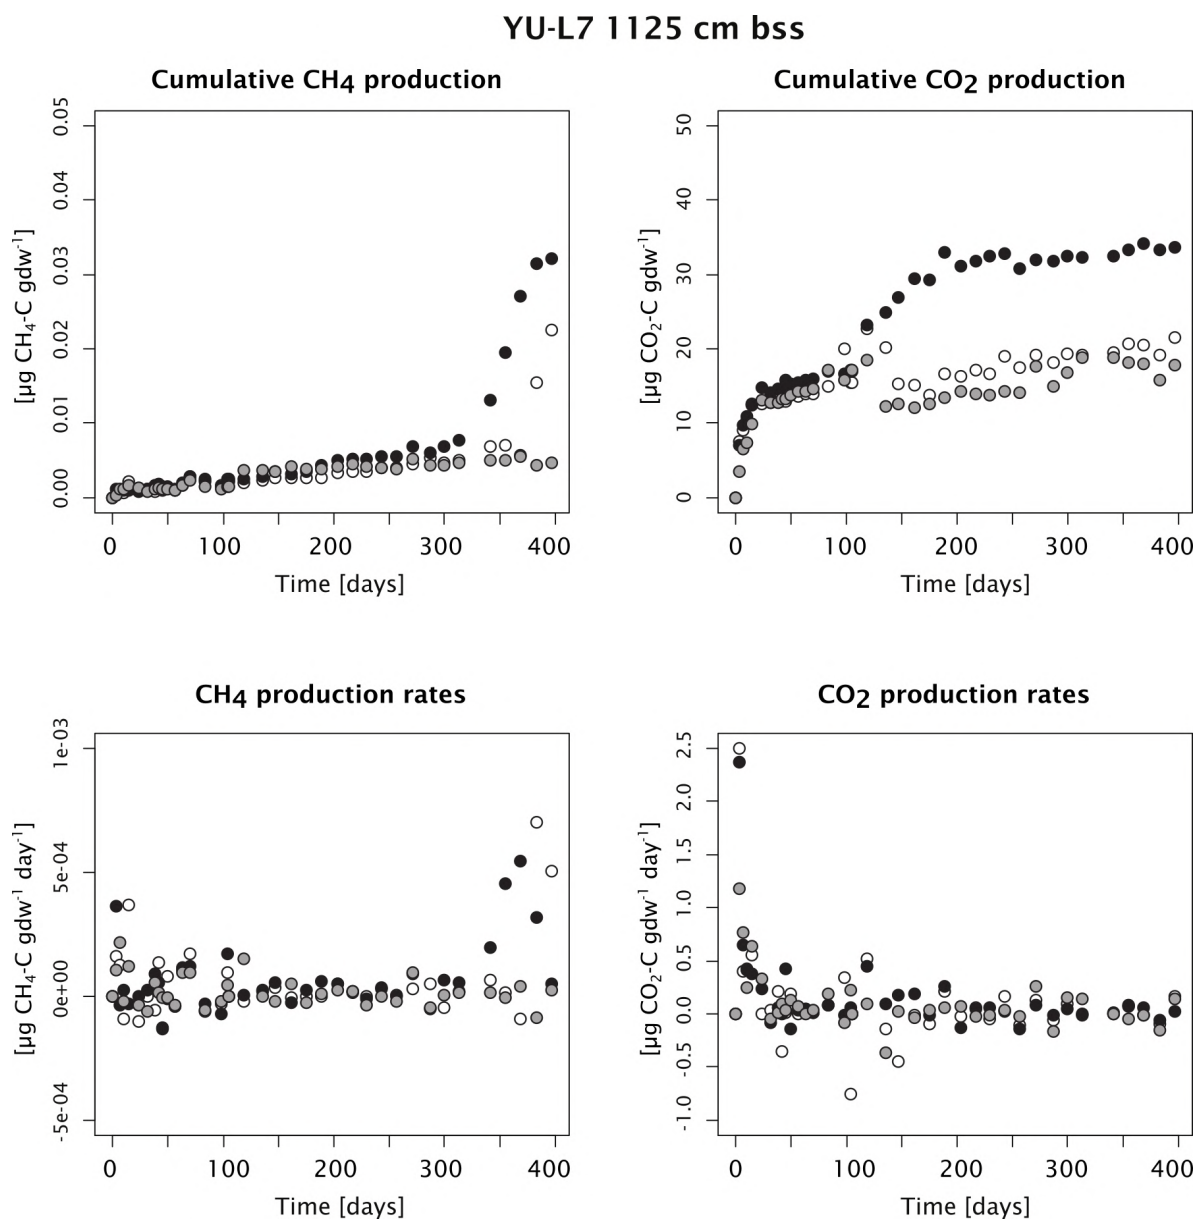 YU-L7 1125 cm bss
Cumulative CH4 production
[µg CH₄-C gdw⁻¹]
0.05
0.04
0.03
0.02
0.01
0.00
0 100 200 300 400
Time [days]
Cumulative CO2 production
[µg CO₂-C gdw⁻¹]
50
40
30
20
10
0
0 100 200 300 400
Time [days]
CH4 production rates
[µg CH₄-C gdw⁻¹ day⁻¹]
1e-03
5e-04
0e+00
-5e-04
0 100 200 300 400
Time [days]
CO2 production rates
[µg CO₂-C gdw⁻¹ day⁻¹]
2.5
2.0
1.5
1.0
0.5
0.0
-0.5
-1.0
0 100 200 300 400
Time [days]